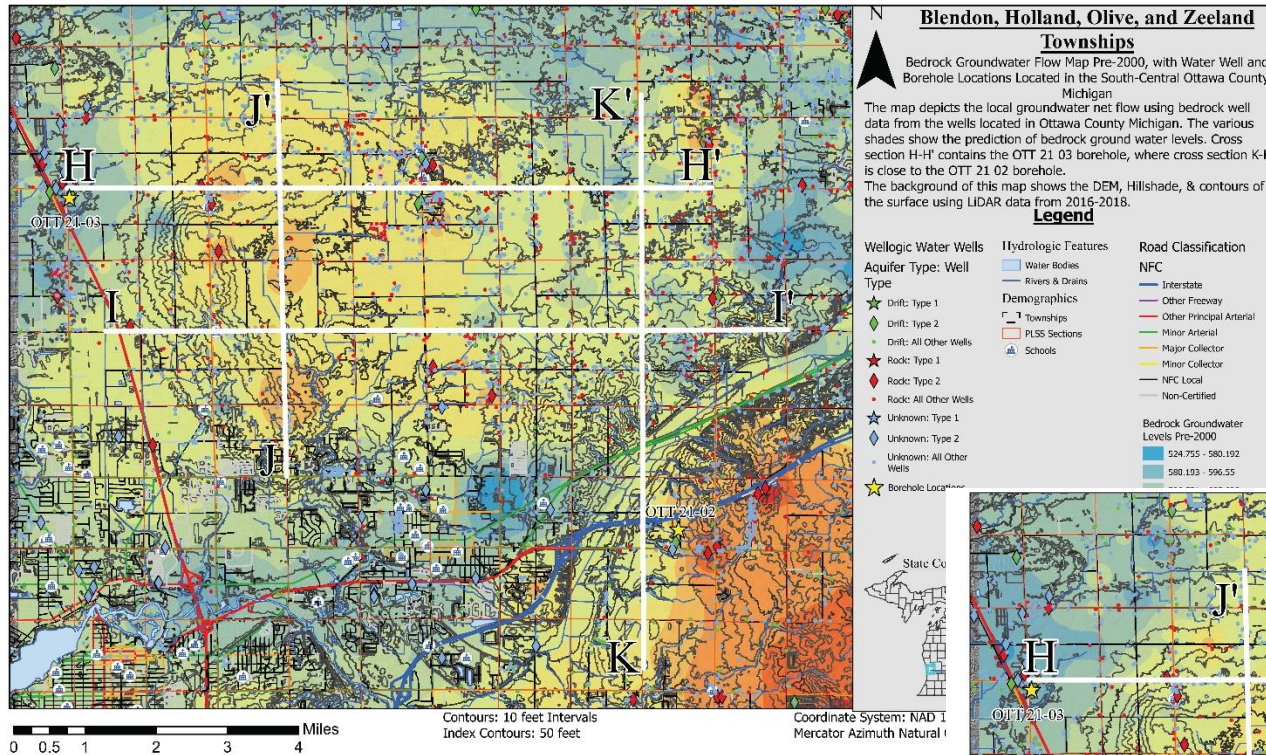 N
Blendon, Holland, Olive, and Zeeland
Townships
Bedrock Groundwater Flow Map Pre-2000, with Water Well and
Borehole Locations Located in the South-Central Ottawa County
Michigan
The map depicts the local groundwater net flow using bedrock well
data from the wells located in Ottawa County Michigan. The various
shades show the prediction of bedrock ground water levels. Cross
section H-H' contains the OTT 21 03 borehole, where cross section K-K
is close to the OTT 21 02 borehole.
The background of this map shows the DEM, Hillshade, & contours of
the surface using LiDAR data from 2016-2018.
Legend
Wellogic Water Wells
Aquifer Type: Well
Type
Drift: Type 1
Drift: Type 2
Drift: All Other Wells
Rock: Type 1
Rock: Type 2
Rock: All Other Wells
Unknown: Type 1
Unknown: Type 2
Unknown: All Other
Wells
Borehole Locations
Hydrologic Features
Water Bodies
Rivers & Drains
Demographics
Townships
PLSS Sections
Schools
Road Classification
NFC
Interstate
Other Freeway
Other Principal Arterial
Minor Arterial
Major Collector
Minor Collector
NFC Local
Non-Certified
Bedrock Groundwater
Levels Pre-2000
524.755 - 580.192
580.193 - 596.55
J'
K'
H
H'
OTT 21-03
I
I'
J
OTT 21-02
K
State Co
J'
H
OTT 21-03
Miles
0 0.5 1 2 3 4
Contours: 10 feet Intervals
Index Contours: 50 feet
Coordinate System: NAD 1
Mercator Azimuth Natural